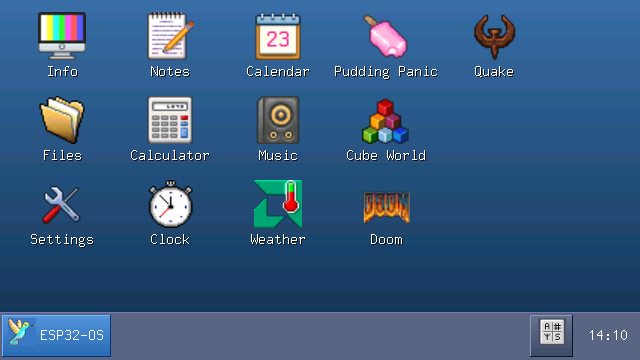 23
Info
Notes
Calendar
Pudding Panic
Quake
Files
Calculator
Music
Cube World
Settings
Clock
Weather
DOOM
Doom
ESP32-OS
A #
T S
14:10